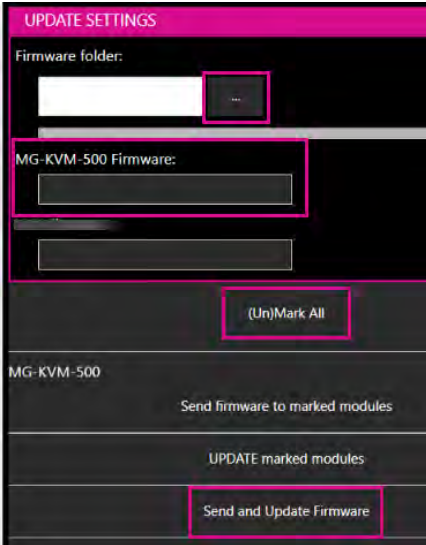 UPDATE SETTINGS
Firmware folder:
...
MG-KVM-500 Firmware:
(Un)Mark All
MG-KVM-500
Send firmware to marked modules
UPDATE marked modules
Send and Update Firmware